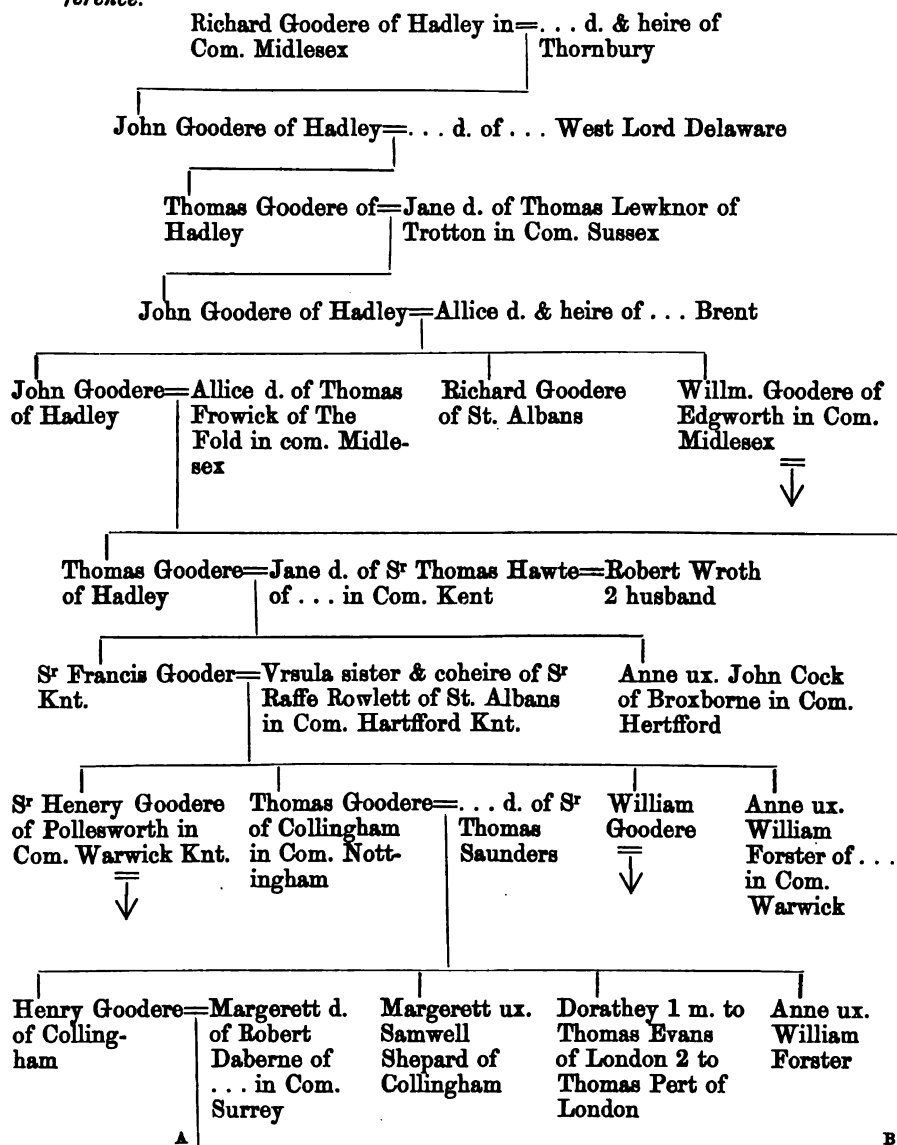 ference.
Richard Goodere of Hadley in=. . . d. & heire of
Com. Midlesex
Thornbury
John Goodere of Hadley=. . . d. of . . . West Lord Delaware
Thomas Goodere of=Jane d. of Thomas Lewknor of
Hadley
Trotton in Com. Sussex
John Goodere of Hadley=Allice d. & heire of . . . Brent
John Goodere=
of Hadley
Allice d. of Thomas
Frowick of The
Fold in com. Midle-
sex
Richard Goodere
of St. Albans
Willm. Goodere of
Edgworth in Com.
Midlesex
=
Thomas Goodere=Jane d. of Sr Thomas Hawte=Robert Wroth
of Hadley
of . . . in Com. Kent
2 husband
Sr Francis Gooder=
Knt.
Vrsula sister & coheire of Sr
Raffe Rowlett of St. Albans
in Com. Hartfford Knt.
Anne ux. John Cock
of Broxborne in Com.
Hertfford
Sr Henery Goodere
of Pollesworth in
Com. Warwick Knt.
=
Thomas Goodere=
of Collingham
in Com. Nott-
ingham
. . . d. of Sr
Thomas
Saunders
William
Goodere
=
Anne ux.
William
Forster of . . .
in Com.
Warwick
Henry Goodere=
of Colling-
ham
Margerett d.
of Robert
Daberne of
. . . in Com.
Surrey
Margerett ux.
Samwell
Shepard of
Collingham
Dorathey 1 m. to
Thomas Evans
of London 2 to
Thomas Pert of
London
Anne ux.
William
Forster
A
B